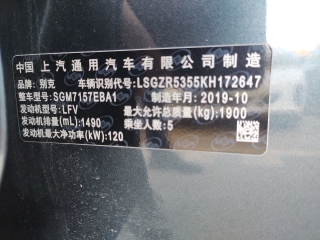 中国上汽通用汽车有限公司制造
品牌:别克 车辆识别代号:LSGZR5355KH172647
整车型号:SGM7157EBA1 制造年月:2019-10
发动机型号:LFV 最大允许总质量(kg):1900
发动机排量(mL):1490 乘坐人数:5
发动机最大净功率(kW):120